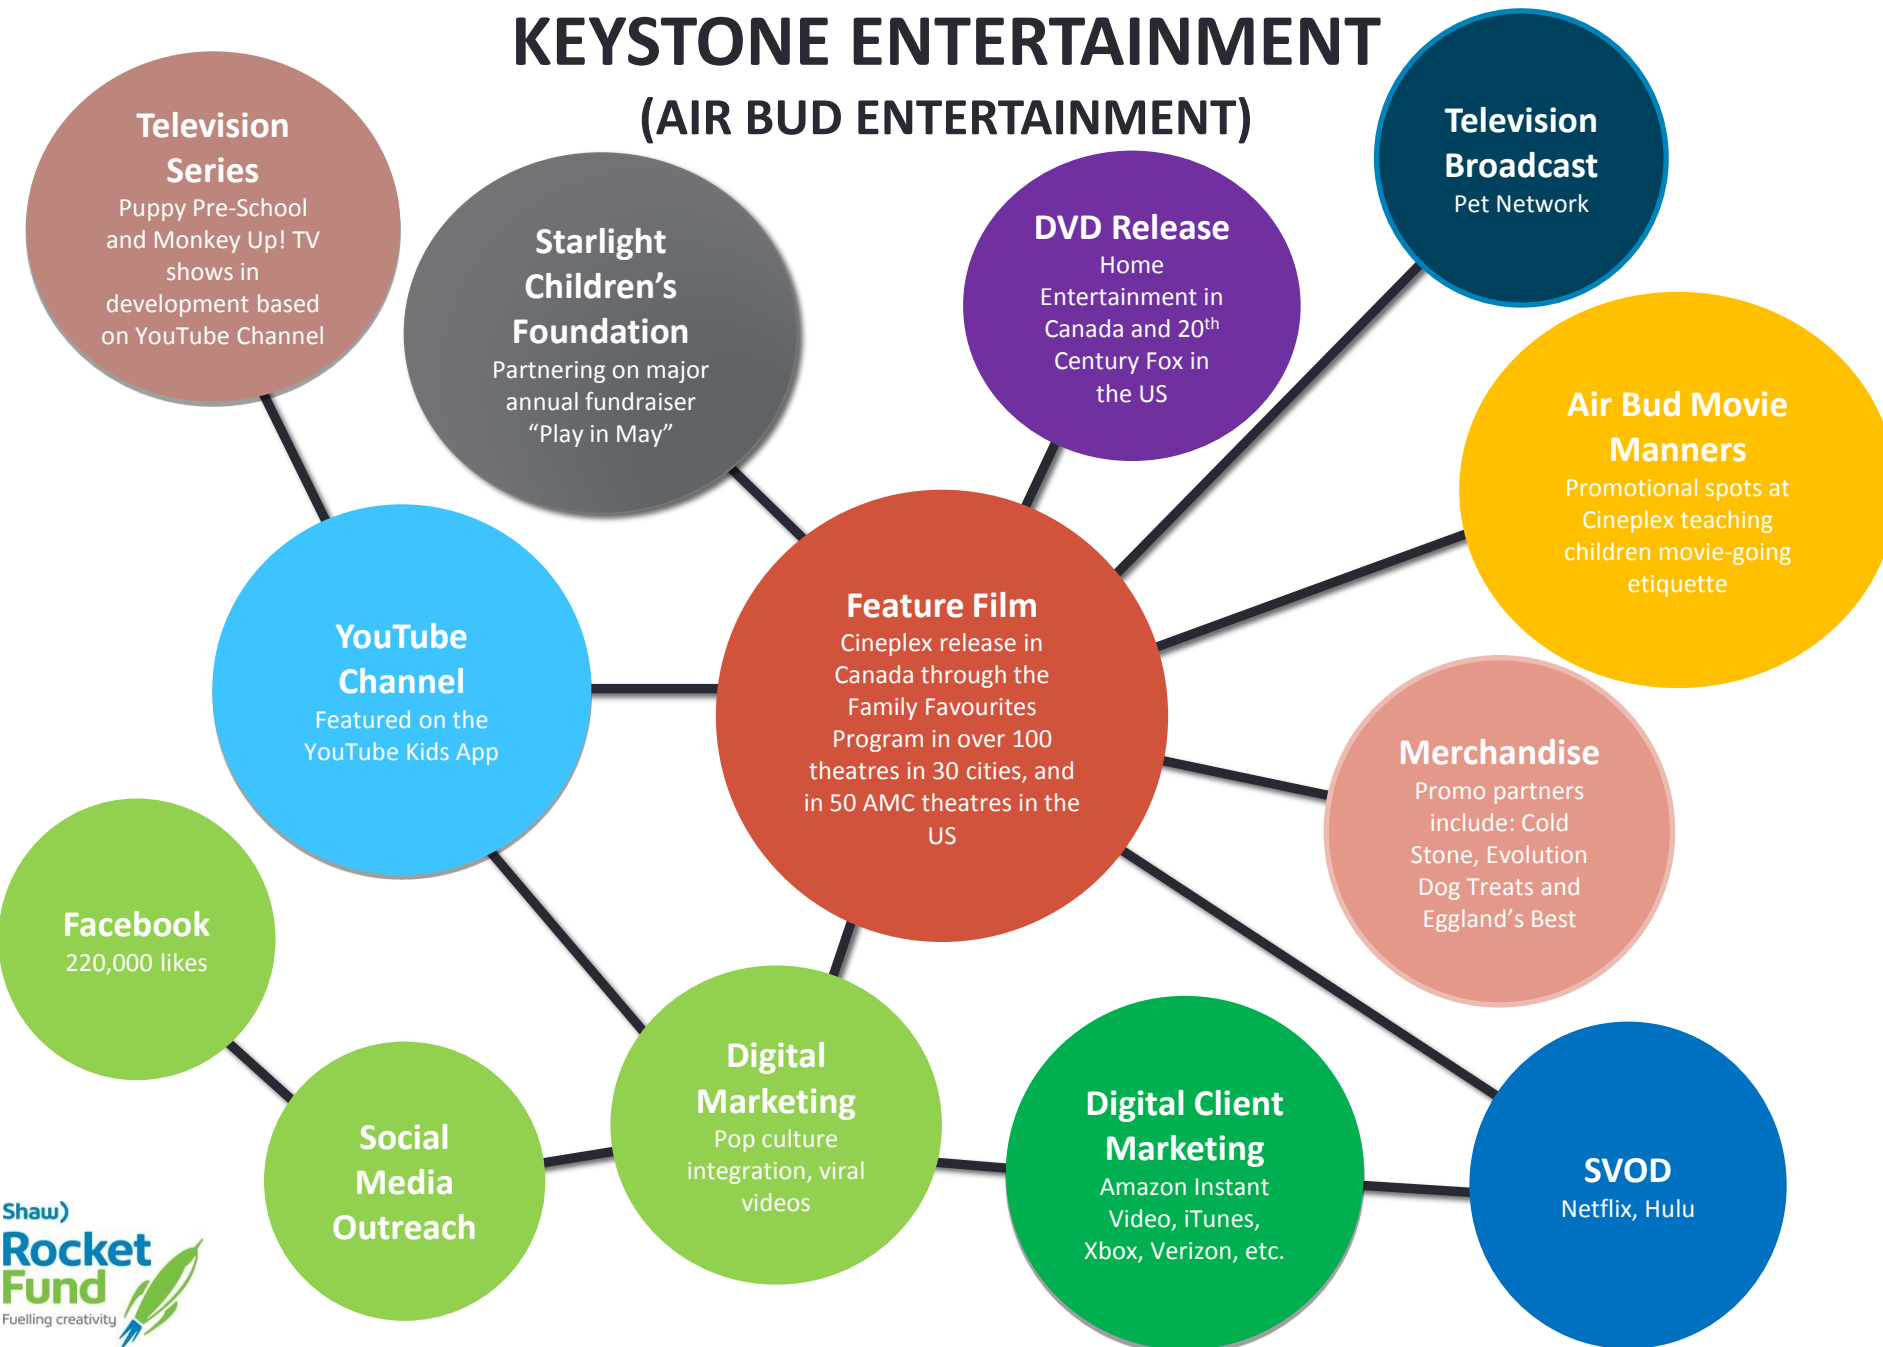 KEYSTONE ENTERTAINMENT
(AIR BUD ENTERTAINMENT)
Television
Series
Puppy Pre-School
and Monkey Up! TV
shows in
development based
on YouTube Channel
Starlight
Children’s
Foundation
Partnering on major
annual fundraiser
“Play in May”
DVD Release
Home
Entertainment in
Canada and 20th
Century Fox in
the US
Television
Broadcast
Pet Network
Air Bud Movie
Manners
Promotional spots at
Cineplex teaching
children movie-going
etiquette
YouTube
Channel
Featured on the
YouTube Kids App
Feature Film
Cineplex release in
Canada through the
Family Favourites
Program in over 100
theatres in 30 cities, and
in 50 AMC theatres in the
US
Merchandise
Promo partners
include: Cold
Stone, Evolution
Dog Treats and
Eggland’s Best
Facebook
220,000 likes
Social
Media
Outreach
Digital
Marketing
Pop culture
integration, viral
videos
Digital Client
Marketing
Amazon Instant
Video, iTunes,
Xbox, Verizon, etc.
SVOD
Netflix, Hulu
Shaw)
Rocket
Fund
Fuelling creativity